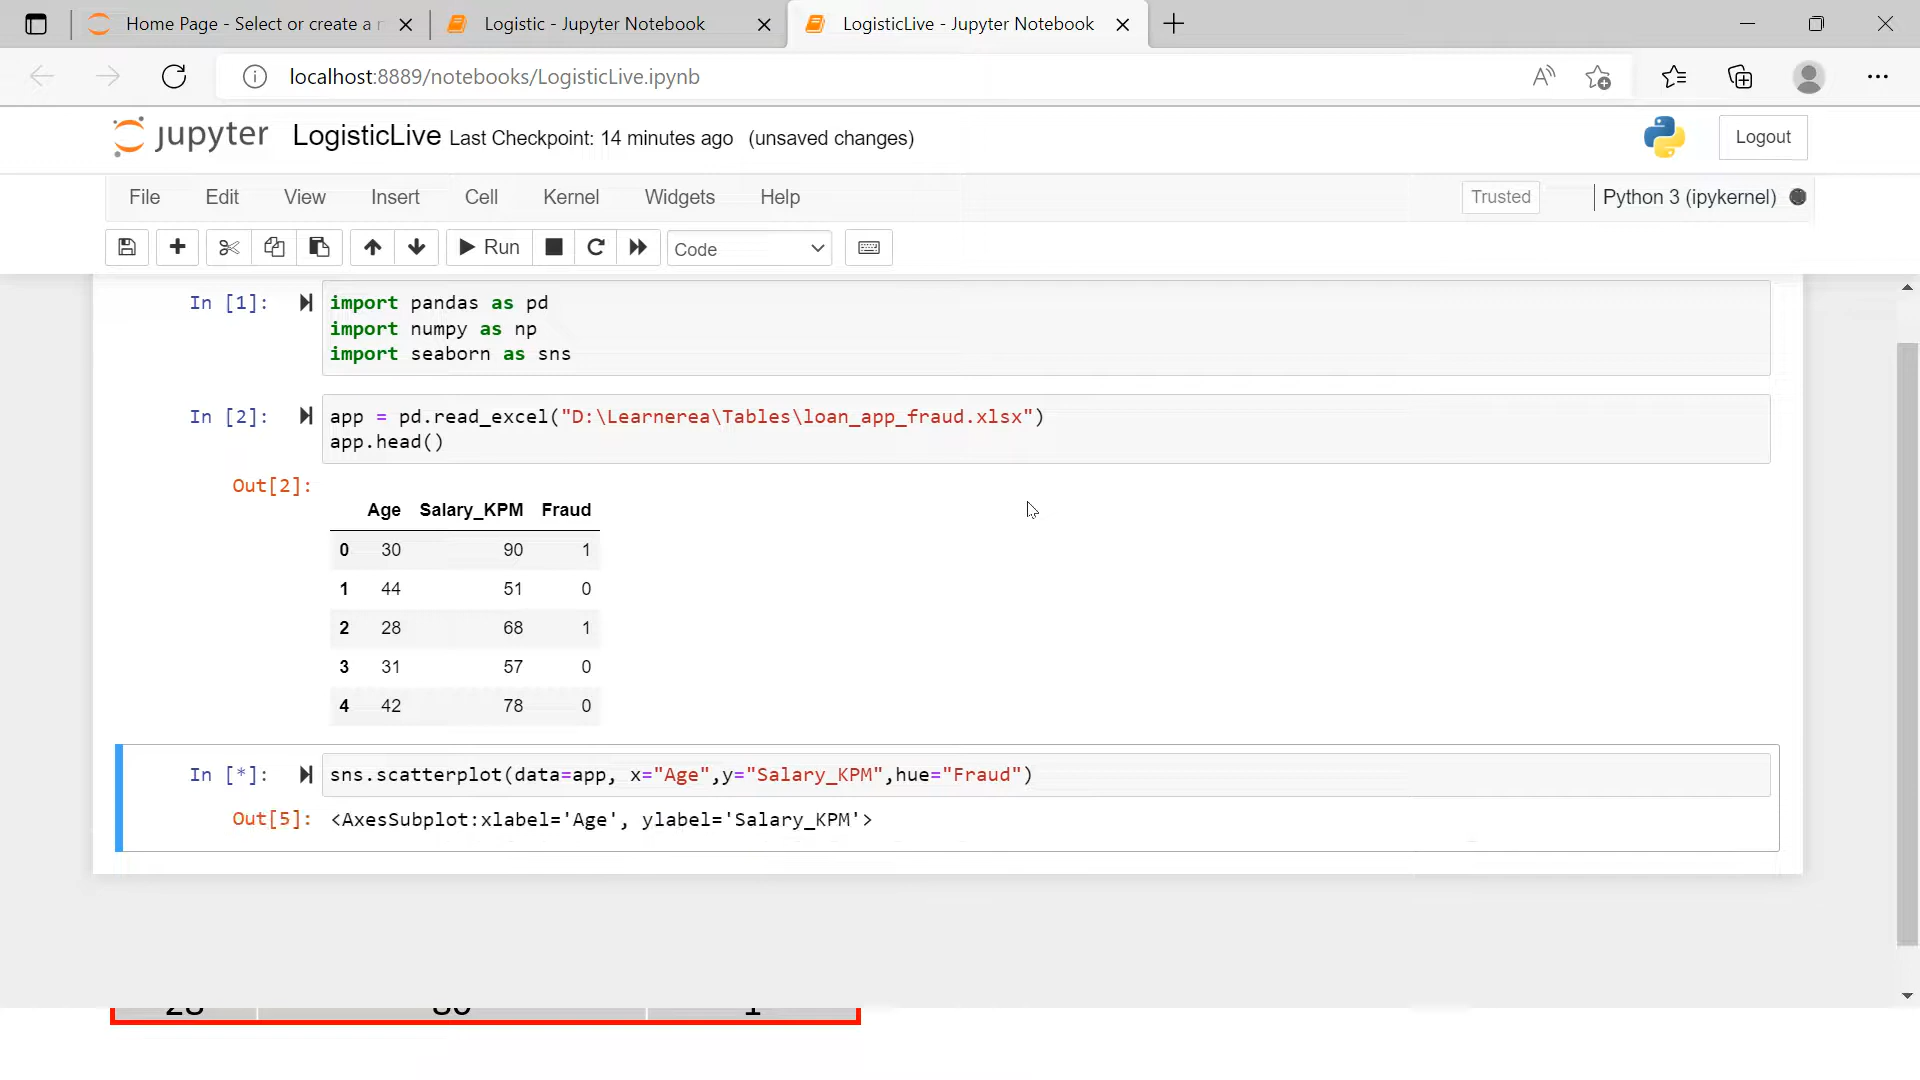 Home Page - Select or create a n
Logistic - Jupyter Notebook
LogisticLive - Jupyter Notebook
localhost:8889/notebooks/LogisticLive.ipynb
jupyter LogisticLive Last Checkpoint: 14 minutes ago (unsaved changes)
Logout
File Edit View Insert Cell Kernel Widgets Help
Trusted
Python 3 (ipykernel)
Run
Code
In [1]: import pandas as pd
import numpy as np
import seaborn as sns
In [2]: app = pd.read_excel("D:\Learnerea\Tables\loan_app_fraud.xlsx")
app.head()
Out[2]:
Age Salary_KPM Fraud
0 30 90 1
1 44 51 0
2 28 68 1
3 31 57 0
4 42 78 0
In [*]: sns.scatterplot(data=app, x="Age",y="Salary_KPM",hue="Fraud")
Out[5]: <AxesSubplot:xlabel='Age', ylabel='Salary_KPM'>